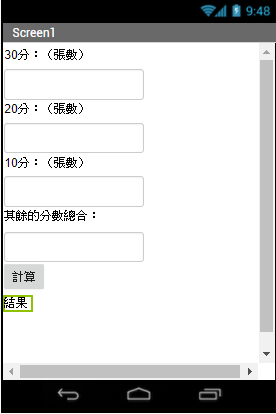 9:48
Screen1
30分：（張數）
20分：（張數）
10分：（張數）
其餘的分數總合：
計算
結果